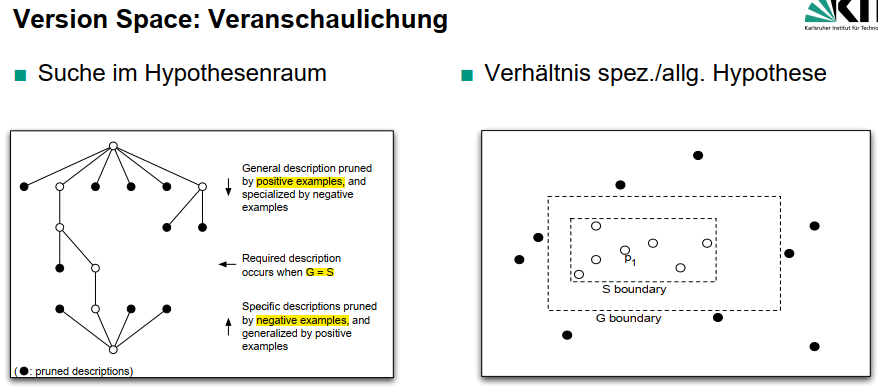 Version Space: Veranschaulichung
Karlsruher Institut für Techno
Suche im Hypothesenraum
General description pruned
by positive examples, and
specialized by negative
examples
Required description
occurs when G = S
Specific descriptions pruned
by negative examples, and
generalized by positive
examples
(●: pruned descriptions)
Verhältnis spez./allg. Hypothese
p1
S boundary
G boundary